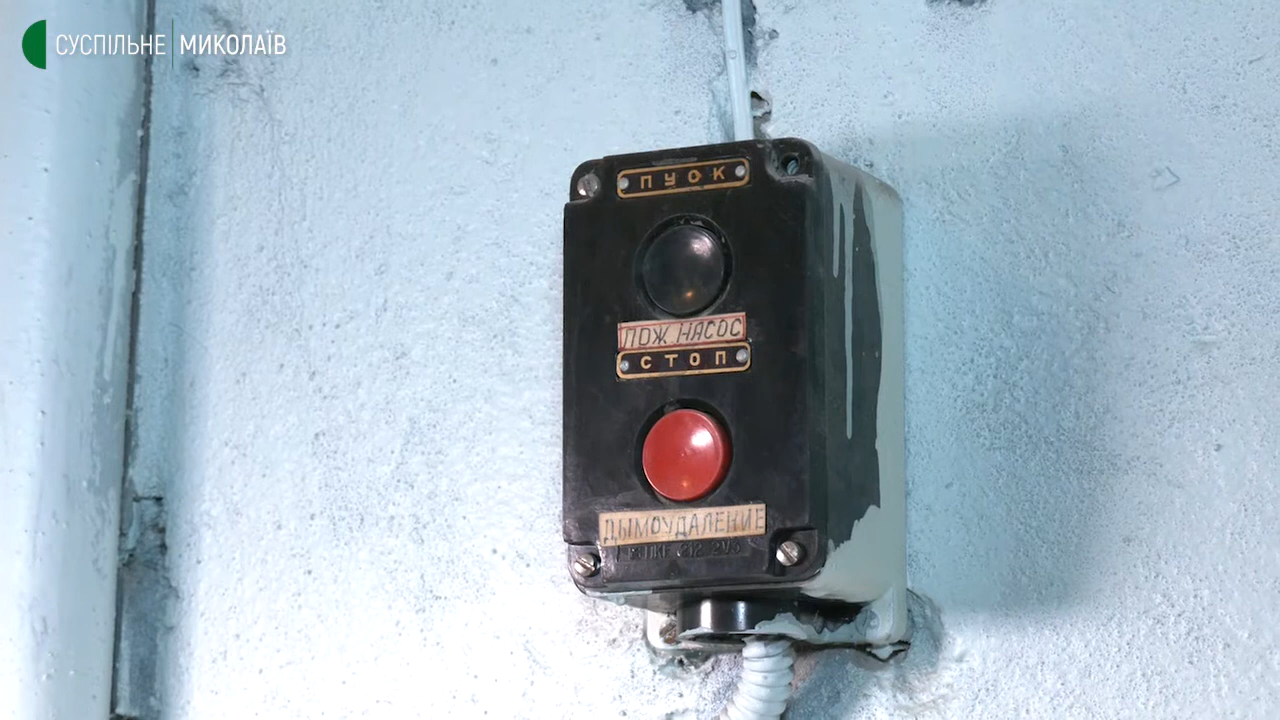 СУСПІЛЬНЕ МИКОЛАЇВ
ПУСК
ПОЖ НАСОС
СТОП
ДЫМОУДАЛЕНИЕ